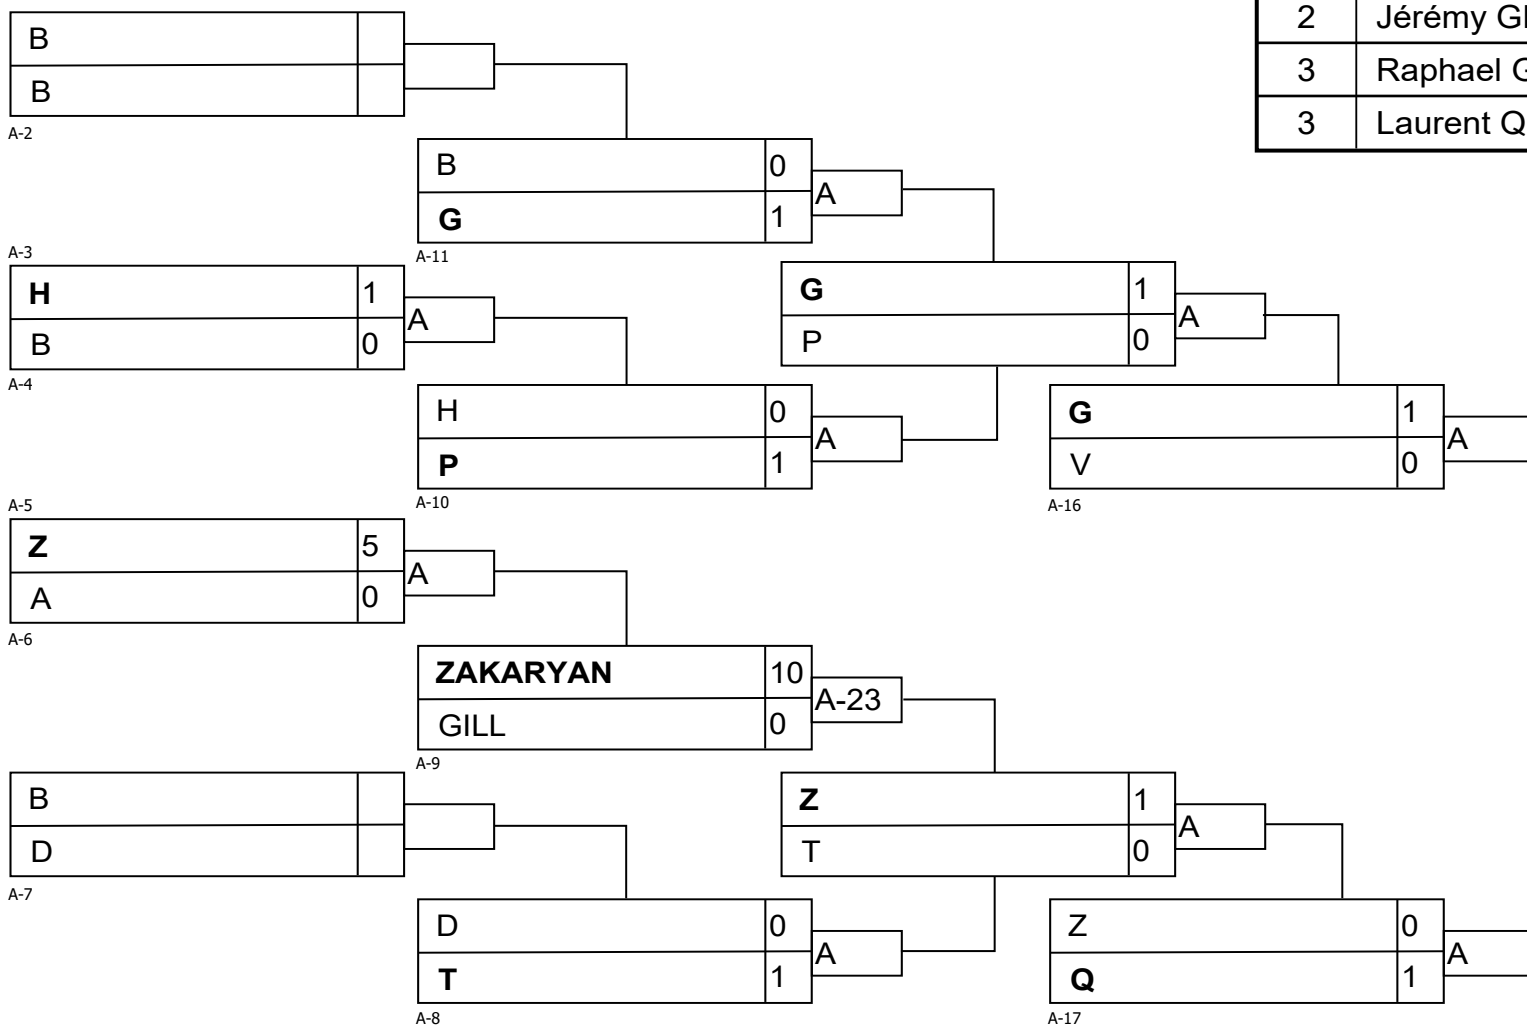 2 Jérémy G
3 Raphael G
3 Laurent Q
B
B
A-2
B 0
G 1
A
A-11
A-3
H 1
B 0
A
A-4
G 1
P 0
A
H 0
P 1
A
A-10
G 1
V 0
A
A-16
A-5
Z 5
A 0
A
A-6
ZAKARYAN 10
GILL 0
A-23
A-9
B
D
A-7
Z 1
T 0
A
D 0
T 1
A
A-8
Z 0
Q 1
A
A-17